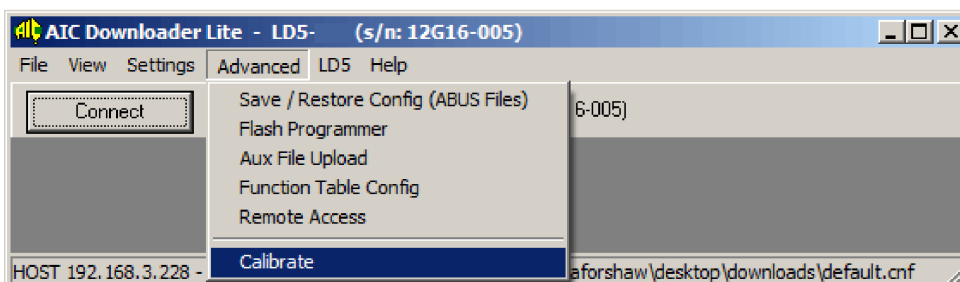 AIC Downloader Lite - LD5- (s/n: 12G16-005)
File View Settings Advanced LD5 Help
Connect
6-005)
Save / Restore Config (ABUS Files)
Flash Programmer
Aux File Upload
Function Table Config
Remote Access
Calibrate
HOST 192.168.3.228 - aforshaw\desktop\downloads\default.cnf